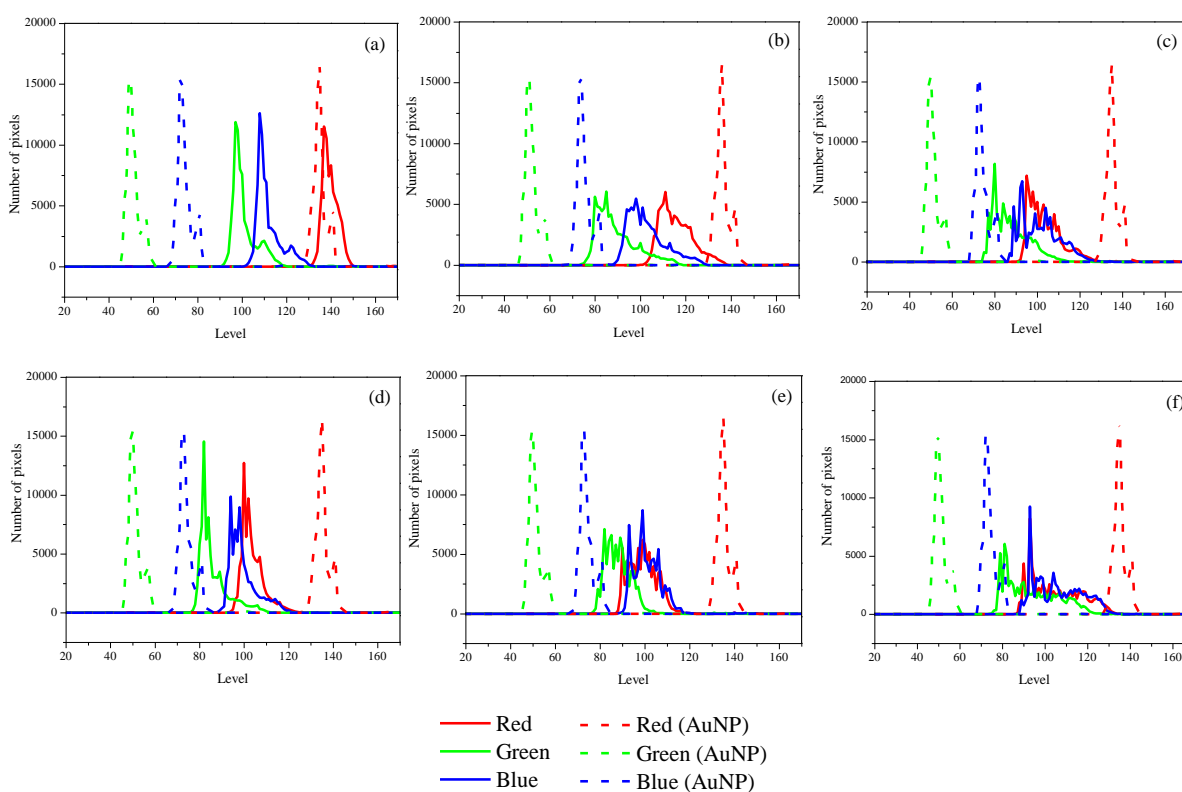 20000
15000
10000
5000
0
Number of pixels
(a)
20 40 60 80 100 120 140 160
Level
20000
15000
10000
5000
0
Number of pixels
(b)
20 40 60 80 100 120 140 160
Level
20000
15000
10000
5000
0
Number of pixels
(c)
20 40 60 80 100 120 140 160
Level
20000
15000
10000
5000
0
Number of pixels
(d)
20 40 60 80 100 120 140 160
Level
20000
15000
10000
5000
0
Number of pixels
(e)
20 40 60 80 100 120 140 160
Level
20000
15000
10000
5000
0
Number of pixels
(f)
20 40 60 80 100 120 140 160
Level
Red Red (AuNP)
Green Green (AuNP)
Blue Blue (AuNP)